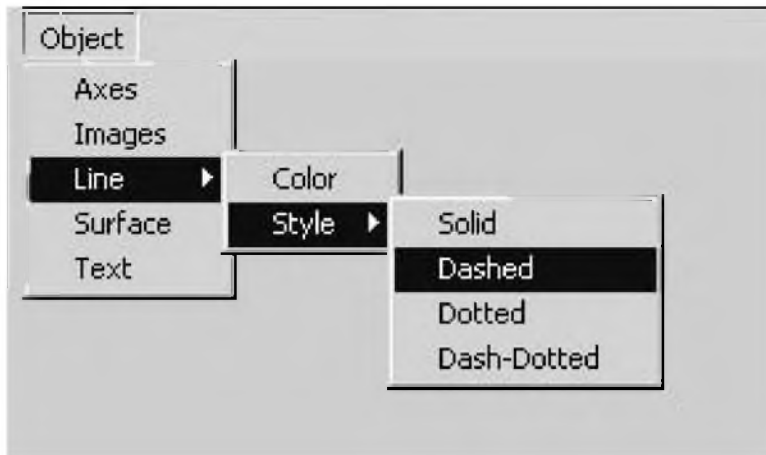 Object
Axes
Images
Line
Surface
Text
Color
Style
Solid
Dashed
Dotted
Dash-Dotted